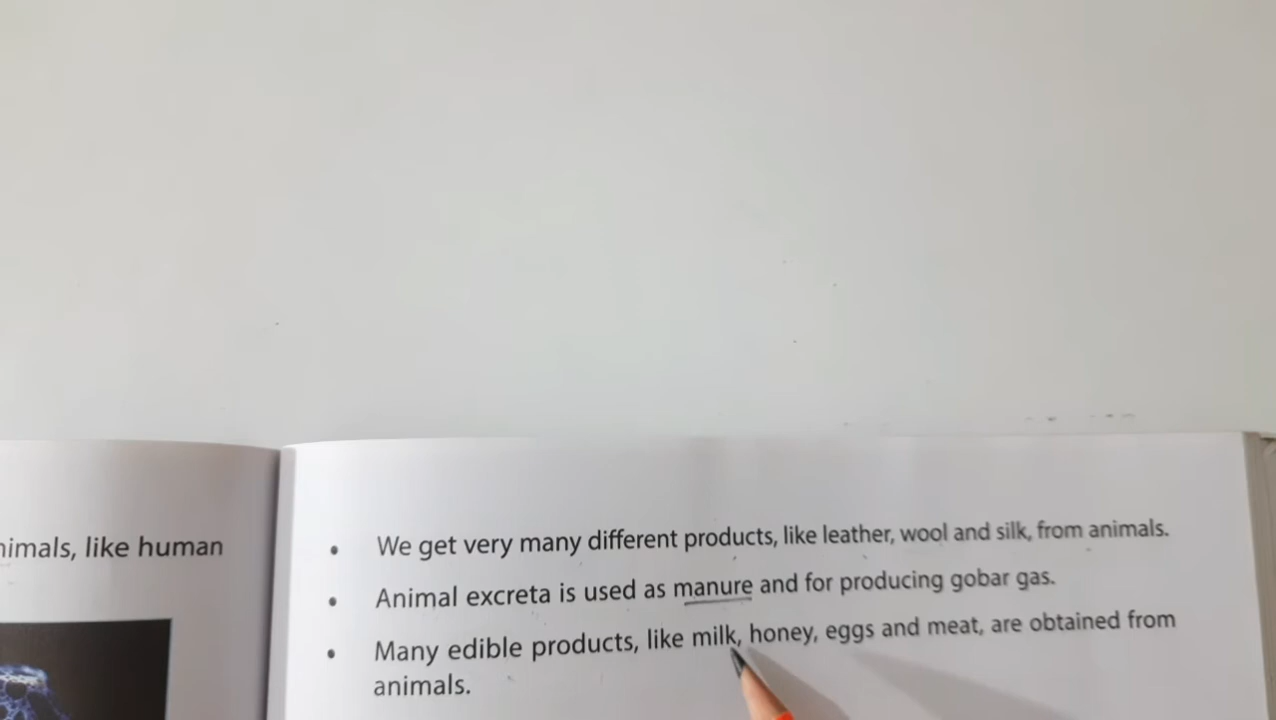 nimals, like human
• We get very many different products, like leather, wool and silk, from animals.
• Animal excreta is used as manure and for producing gobar gas.
• Many edible products, like milk, honey, eggs and meat, are obtained from
animals.